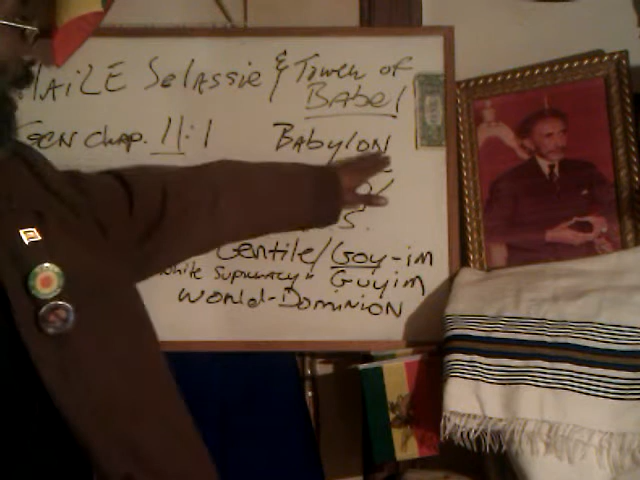 HAILE Selassie & Tower of
Babel
GEN Chap. 11:1
BAbylON
S.
Gentile/Goy-im
White Supremacy" Guyim
World-DOMINION